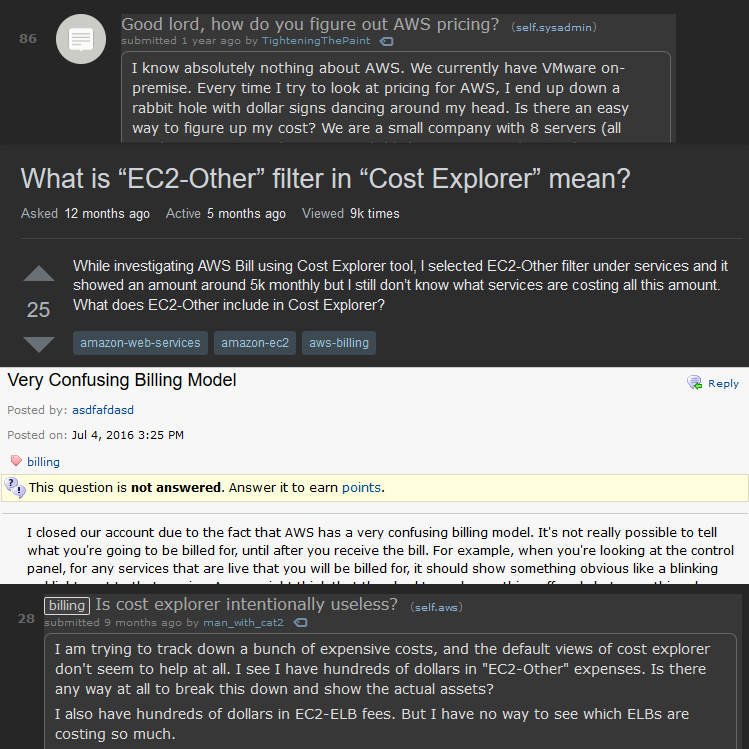 86
Good lord, how do you figure out AWS pricing? (self.sysadmin)
submitted 1 year ago by TighteningThePaint
I know absolutely nothing about AWS. We currently have VMware on-
premise. Every time I try to look at pricing for AWS, I end up down a
rabbit hole with dollar signs dancing around my head. Is there an easy
way to figure up my cost? We are a small company with 8 servers (all
What is “EC2-Other” filter in “Cost Explorer” mean?
Asked 12 months ago Active 5 months ago Viewed 9k times
While investigating AWS Bill using Cost Explorer tool, I selected EC2-Other filter under services and it
showed an amount around 5k monthly but I still don’t know what services are costing all this amount.
25
What does EC2-Other include in Cost Explorer?
amazon-web-services amazon-ec2 aws-billing
Very Confusing Billing Model
Reply
Posted by: asdfafdasd
Posted on: Jul 4, 2016 3:25 PM
billing
This question is not answered. Answer it to earn points.
I closed our account due to the fact that AWS has a very confusing billing model. It's not really possible to tell
what you're going to be billed for, until after you receive the bill. For example, when you're looking at the control
panel, for any services that are live that you will be billed for, it should show something obvious like a blinking
28
billing Is cost explorer intentionally useless? (self.aws)
submitted 9 months ago by man_with_cat2
I am trying to track down a bunch of expensive costs, and the default views of cost explorer
don't seem to help at all. I see I have hundreds of dollars in "EC2-Other" expenses. Is there
any way at all to break this down and show the actual assets?
I also have hundreds of dollars in EC2-ELB fees. But I have no way to see which ELBs are
costing so much.